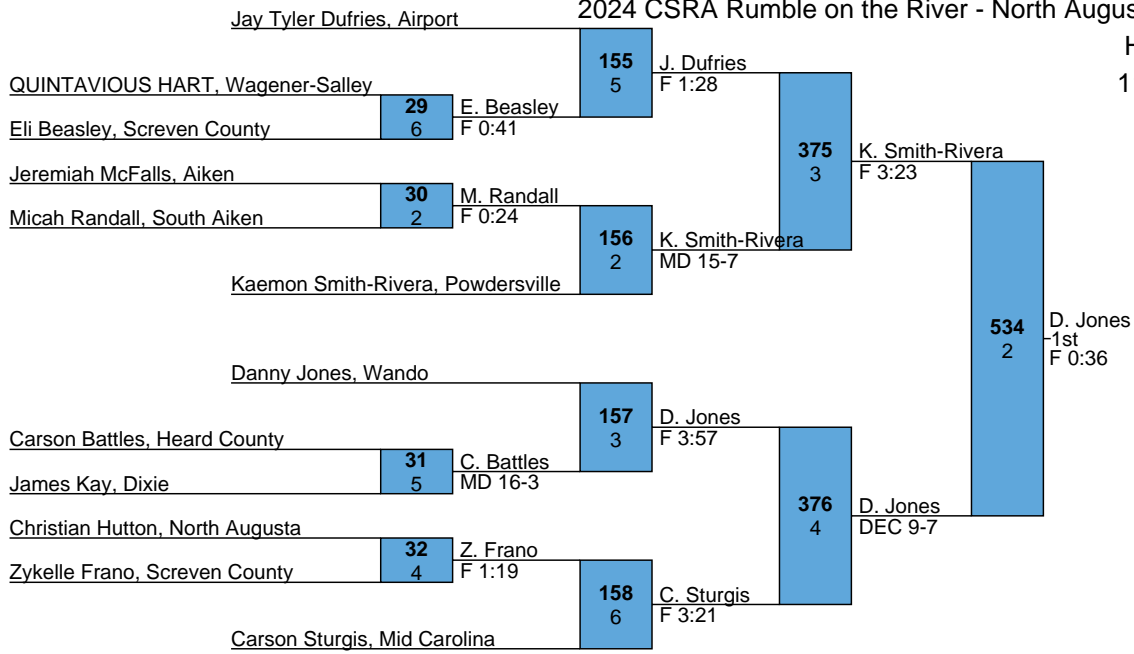 2024 CSRA Rumble on the River - North Augus
H
1
Jay Tyler Dufries, Airport
155
5
J. Dufries
F 1:28
QUINTAVIOUS HART, Wagener-Salley
29
6
E. Beasley
F 0:41
Eli Beasley, Screven County
375
3
K. Smith-Rivera
F 3:23
Jeremiah McFalls, Aiken
30
2
M. Randall
F 0:24
Micah Randall, South Aiken
156
2
K. Smith-Rivera
MD 15-7
Kaemon Smith-Rivera, Powdersville
534
2
D. Jones
1st
F 0:36
Danny Jones, Wando
157
3
D. Jones
F 3:57
Carson Battles, Heard County
31
5
C. Battles
MD 16-3
James Kay, Dixie
376
4
D. Jones
DEC 9-7
Christian Hutton, North Augusta
32
4
Z. Frano
F 1:19
Zykelle Frano, Screven County
158
6
C. Sturgis
F 3:21
Carson Sturgis, Mid Carolina